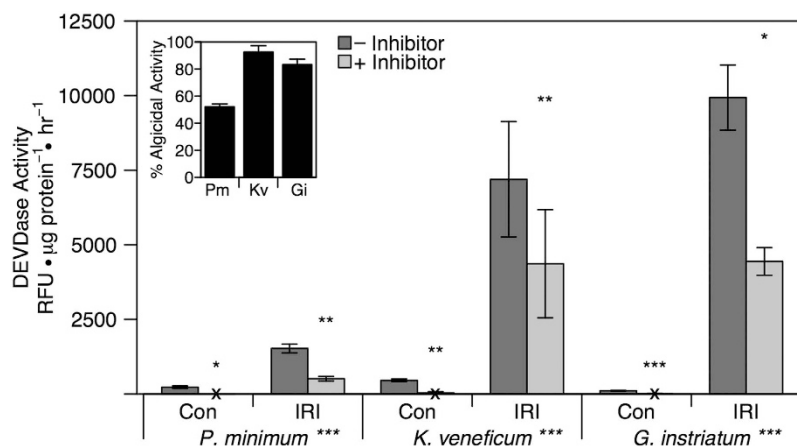 12500
10000
7500
5000
2500
DEVDase Activity
RFU • µg protein⁻¹ • hr⁻¹
100
80
60
40
20
0
% Algicidal Activity
Pm Kv Gi
− Inhibitor
+ Inhibitor
* ** ** ** *** *
x x x
Con IRI Con IRI Con IRI
P. minimum *** K. veneficum *** G. instriatum ***